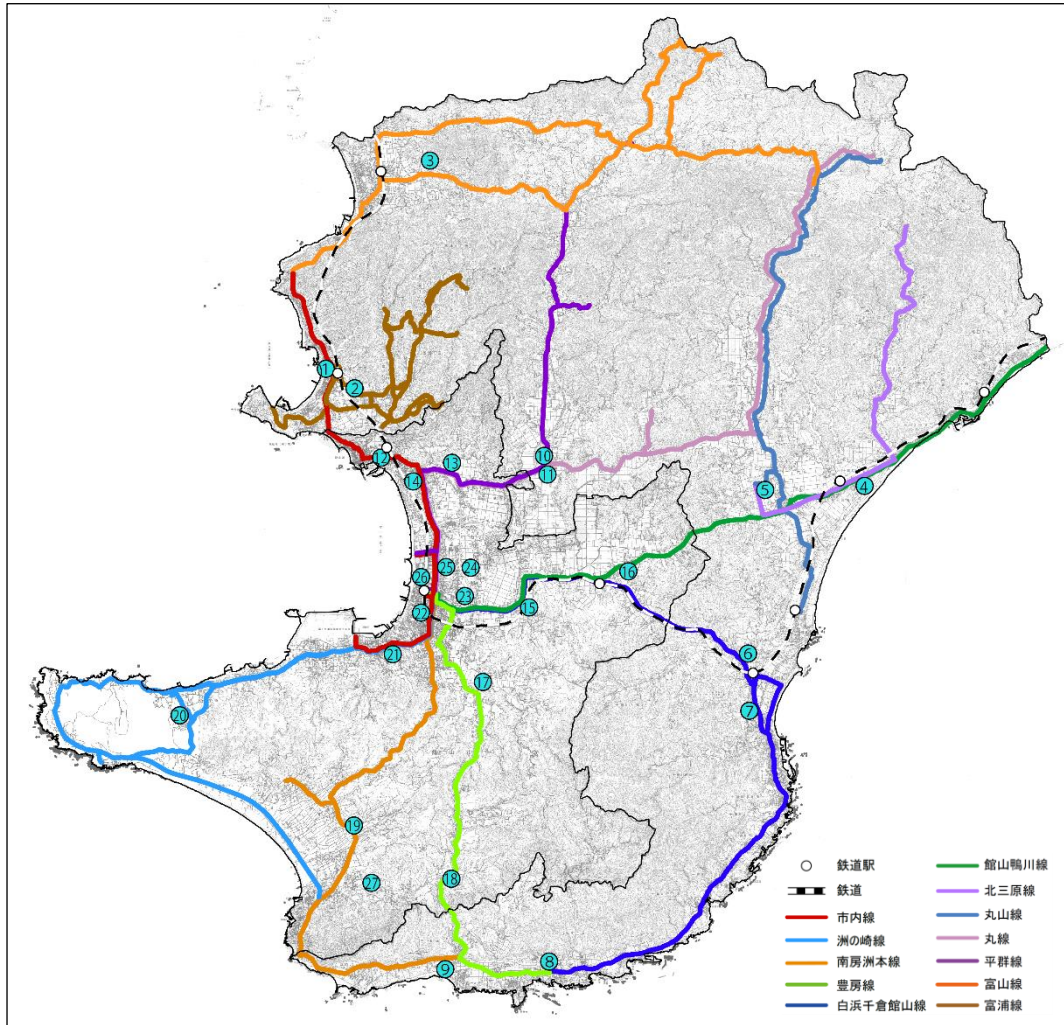 ③
①
②
⑩
⑫
⑬
⑪
⑭
⑤
④
㉕
㉔
⑯
㉖
㉓
⑮
㉒
㉑
⑥
⑰
⑳
⑦
⑲
⑱
㉗
⑧
⑨
鉄道駅
鉄道
市内線
洲の崎線
南房洲本線
豊房線
白浜千倉館山線
館山鴨川線
北三原線
丸山線
丸線
平群線
富山線
富浦線